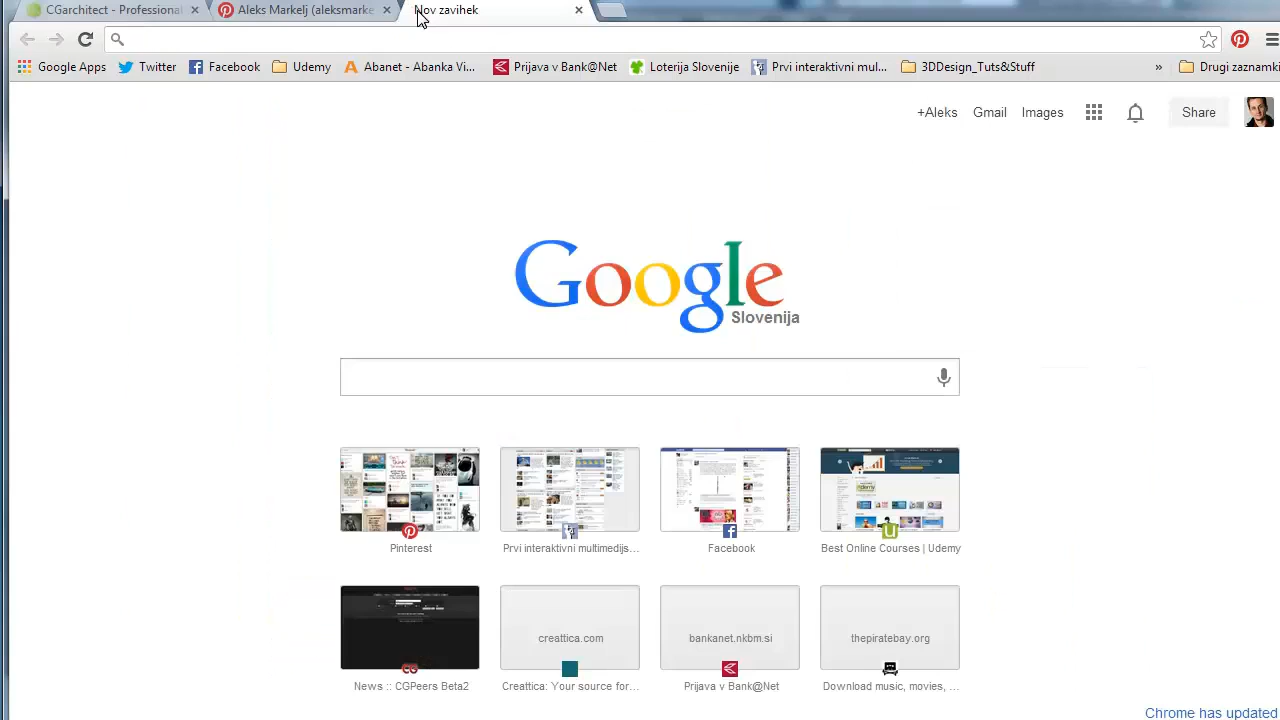 CGarchitect - Professional
Aleks Markelj (aleksmarke
Nov zavihek
Google Apps
Twitter
Facebook
Udemy
Abanet - Abanka Vi...
Prijava v Bank@Net
Loterija Slovenije
Prvi interaktivni mul...
3DDesign_Tuts&Stuff
»
Drugi zaznamki
+Aleks
Gmail
Images
Share
Google
Slovenija
Pinterest
Prvi interaktivni multimedijs...
Facebook
Best Online Courses | Udemy
creattica.com
bankanet.nkbm.si
thepiratebay.org
News :: CGPeers Beta2
Creattica: Your source for...
Prijava v Bank@Net
Download music, movies, ...
Chrome has updated